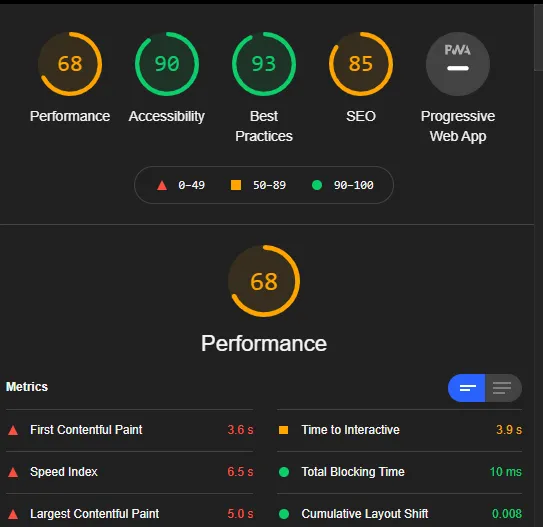 68 90 93 85 PWA
Performance Accessibility Best SEO Progressive
Practices Web App
0–49 50–89 90–100
68
Performance
Metrics
First Contentful Paint 3.6 s Time to Interactive 3.9 s
Speed Index 6.5 s Total Blocking Time 10 ms
Largest Contentful Paint 5.0 s Cumulative Layout Shift 0.008